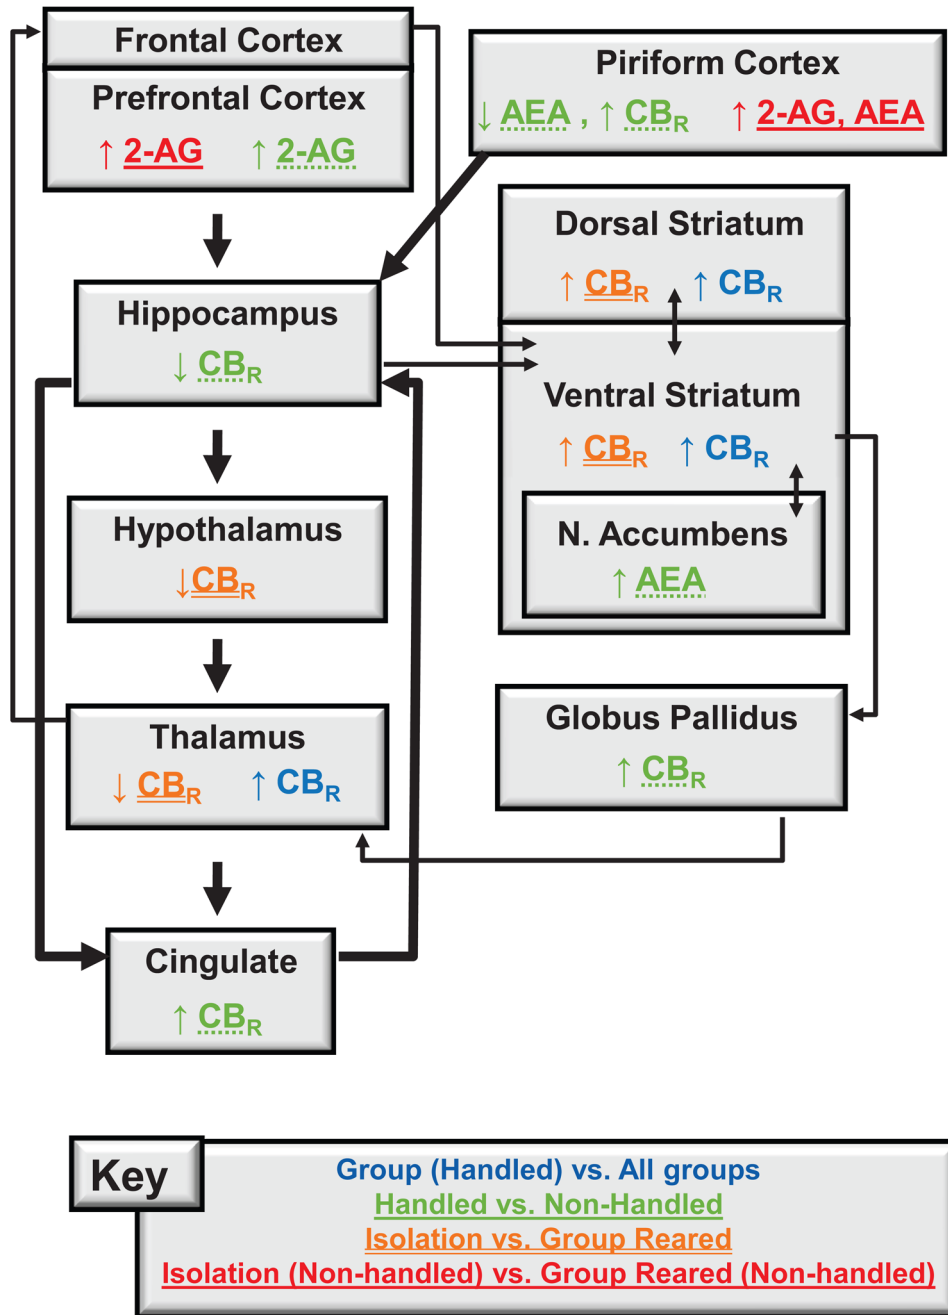 Frontal Cortex
Prefrontal Cortex
↑ 2-AG ↑ 2-AG
Piriform Cortex
↓ AEA , ↑ CBR ↑ 2-AG, AEA
Dorsal Striatum
↑ CBR ↑ CBR
Hippocampus
↓ CBR
Ventral Striatum
↑ CBR ↑ CBR
N. Accumbens
↑ AEA
Hypothalamus
↓CBR
Thalamus
↓ CBR ↑ CBR
Globus Pallidus
↑ CBR
Cingulate
↑ CBR
Key
Group (Handled) vs. All groups
Handled vs. Non-Handled
Isolation vs. Group Reared
Isolation (Non-handled) vs. Group Reared (Non-handled)